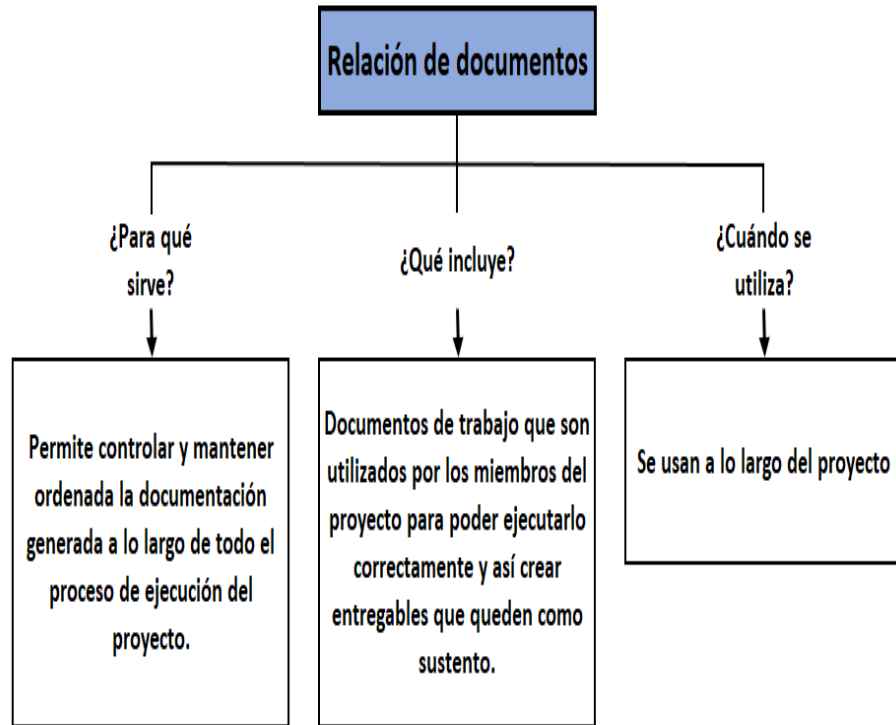 Relación de documentos
¿Para qué
sirve?
¿Qué incluye?
¿Cuándo se
utiliza?
Permite controlar y mantener
ordenada la documentación
generada a lo largo de todo el
proceso de ejecución del
proyecto.
Documentos de trabajo que son
utilizados por los miembros del
proyecto para poder ejecutarlo
correctamente y así crear
entregables que queden como
sustento.
Se usan a lo largo del proyecto